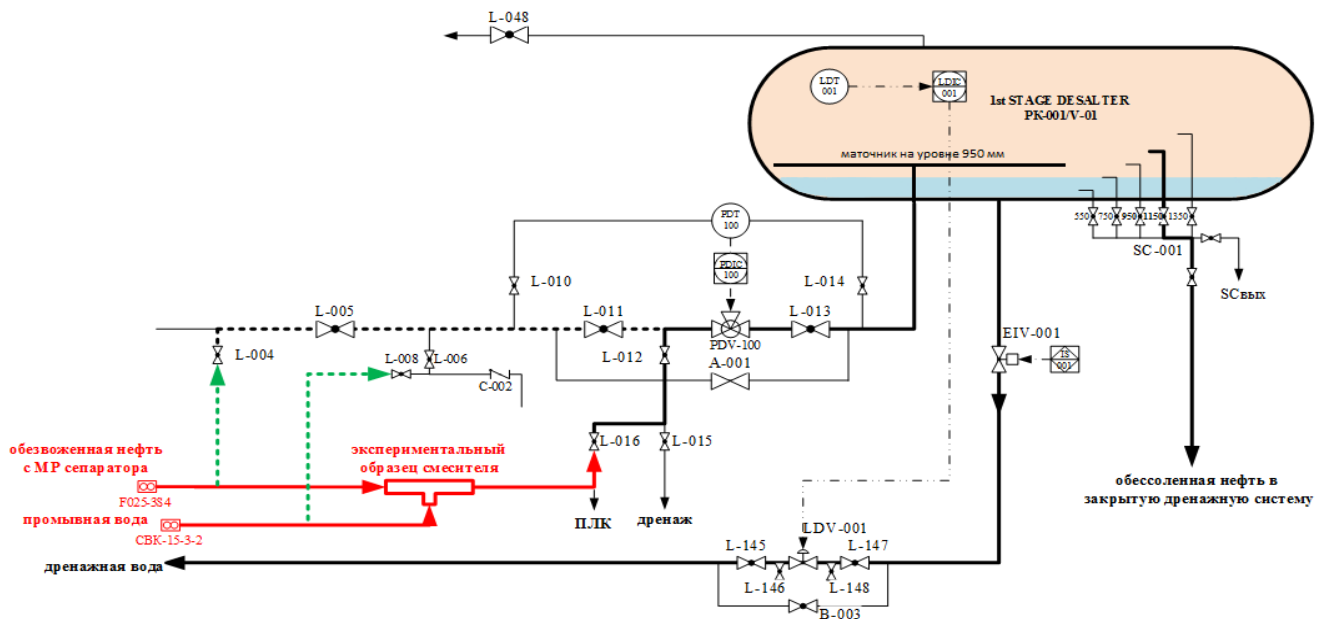 L-048
LDT
001
LDIC
001
1st STAGE DESALTER
PK-001/V-01
маточник на уровне 950 мм
550
750
950
1150
1350
SC-001
SCвых
PDT
100
PDIC
100
L-010
L-014
L-005
L-011
L-013
PDV-100
L-004
L-008
L-006
L-012
A-001
C-002
EIV-001
IS
001
L-016
L-015
обезвоженная нефть
с МР сепаратора
F025-384
экспериментальный
образец смесителя
промывная вода
СВК-15-3-2
ПЛК
дренаж
обессоленная нефть в
закрытую дренажную систему
LDV-001
L-145
L-147
дренажная вода
L-146
L-148
B-003